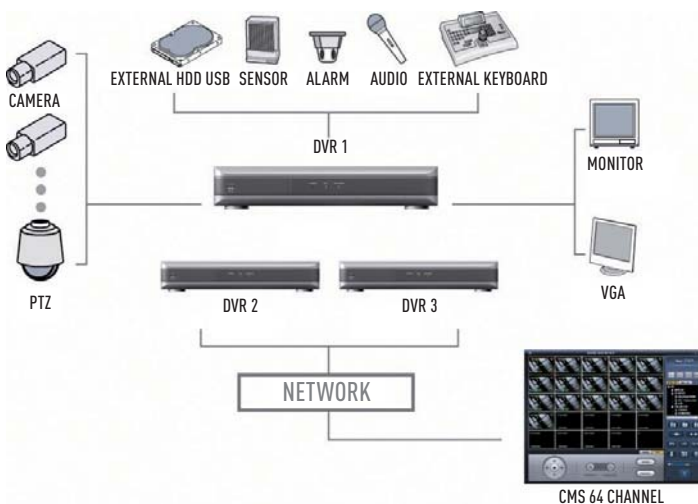 EXTERNAL HDD USB SENSOR ALARM AUDIO EXTERNAL KEYBOARD
CAMERA
DVR 1
MONITOR
PTZ
DVR 2
DVR 3
VGA
NETWORK
CMS 64 CHANNEL